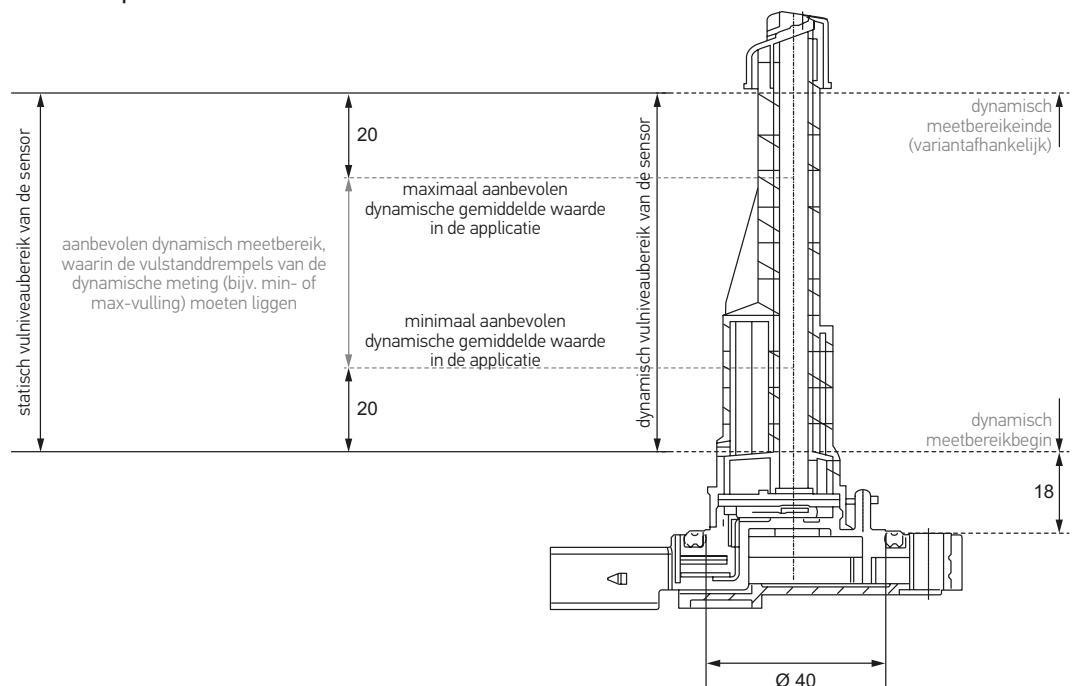 statisch vulniveaubereik van de sensor
20
aanbevolen dynamisch meetbereik,
waarin de vulstanddrempels van de
dynamische meting (bijv. min- of
max-vulling) moeten liggen
maximaal aanbevolen
dynamische gemiddelde waarde
in de applicatie
minimaal aanbevolen
dynamische gemiddelde waarde
in de applicatie
20
dynamisch vulniveaubereik van de sensor
dynamisch
meetbereikeinde
(variantafhankelijk)
dynamisch
meetbereikbegin
18
Ø 40